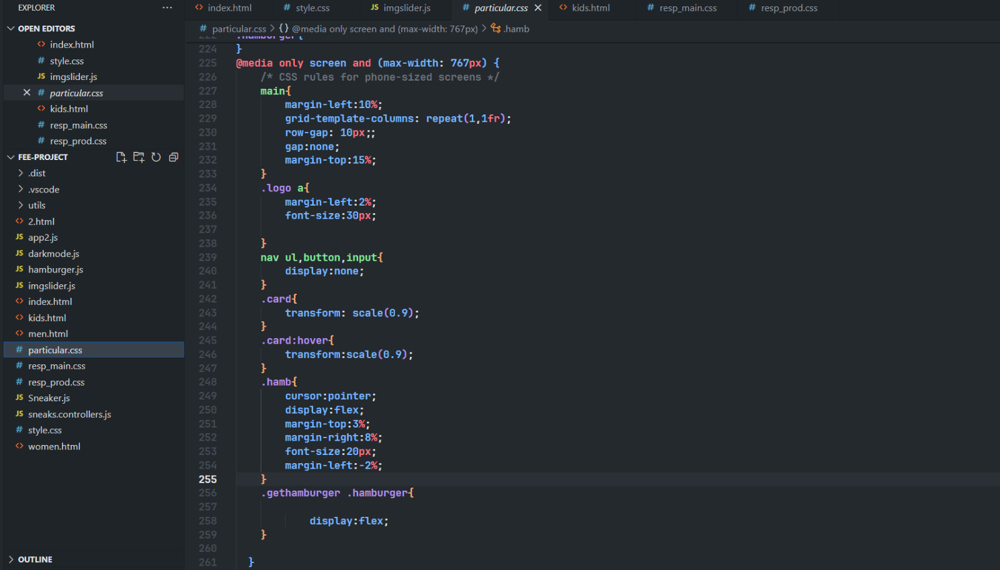 EXPLORER
OPEN EDITORS
index.html
style.css
JS imgslider.js
particular.css
kids.html
resp_main.css
resp_prod.css
FEE-PROJECT
.dist
.vscode
utils
2.html
JS app2.js
JS darkmode.js
JS hamburger.js
JS imgslider.js
index.html
kids.html
men.html
# particular.css
# resp_main.css
# resp_prod.css
JS Sneaker.js
JS sneaks.controllers.js
# style.css
women.html
OUTLINE
<> index.html # style.css JS imgslider.js # particular.css × <> kids.html # resp_main.css # resp_prod.css
# particular.css > {} @media only screen and (max-width: 767px) > .hamb
222 .hamburger{
224 }
225 @media only screen and (max-width: 767px) {
226 /* CSS rules for phone-sized screens */
227 main{
228 margin-left:10%;
229 grid-template-columns: repeat(1,1fr);
230 row-gap: 10px;;
231 gap:none;
232 margin-top:15%;
233 }
234 .logo a{
235 margin-left:2%;
236 font-size:30px;
237
238 }
239 nav ul,button,input{
240 display:none;
241 }
242 .card{
243 transform: scale(0.9);
244 }
245 .card:hover{
246 transform:scale(0.9);
247 }
248 .hamb{
249 cursor:pointer;
250 display:flex;
251 margin-top:3%;
252 margin-right:8%;
253 font-size:20px;
254 margin-left:-2%;
255 }
256 .gethamburger .hamburger{
257
258 display:flex;
259 }
260
261 }